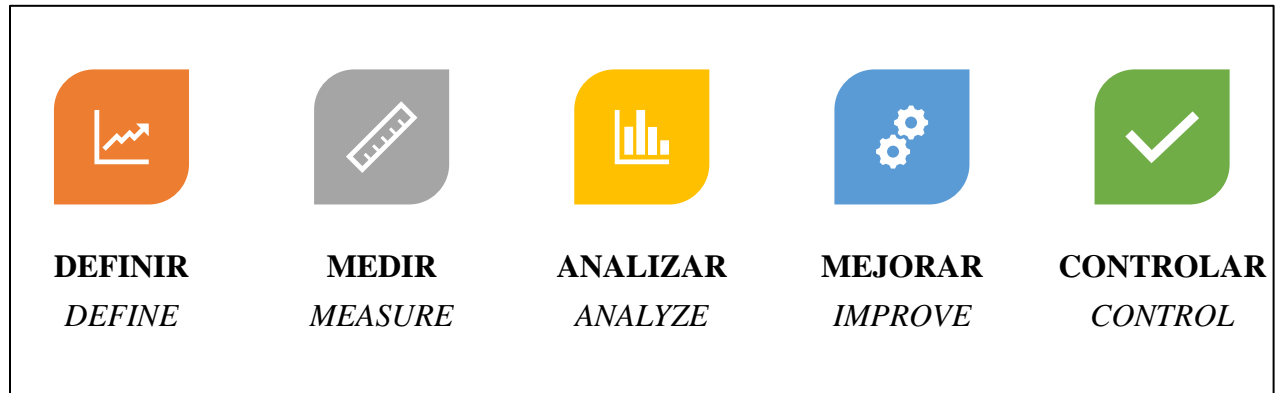 DEFINIR MEDIR ANALIZAR MEJORAR CONTROLAR
DEFINE MEASURE ANALYZE IMPROVE CONTROL